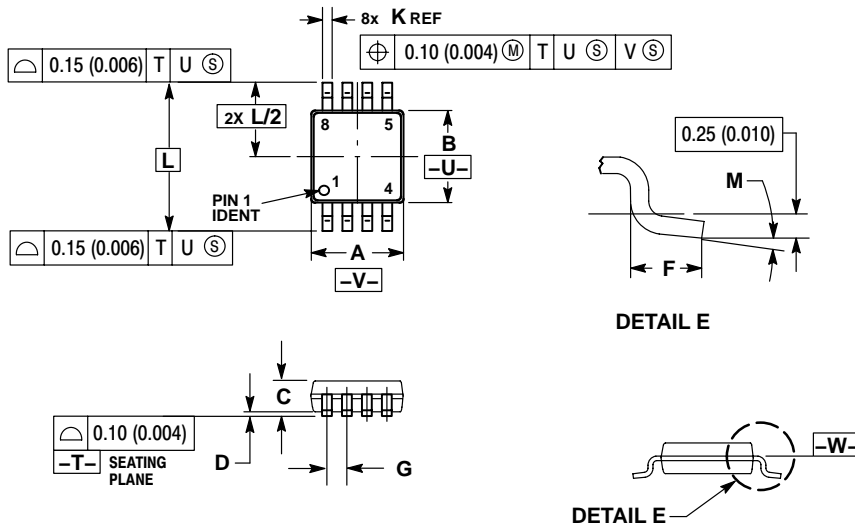 8x K REF
⌓ 0.15 (0.006) T U Ⓢ
⌖ 0.10 (0.004) Ⓜ T U Ⓢ V Ⓢ
2X L/2
8 5
B
–U–
L
PIN 1
IDENT
1 4
⌓ 0.15 (0.006) T U Ⓢ
A
–V–
0.25 (0.010)
M
F
DETAIL E
C
⌓ 0.10 (0.004)
–T– SEATING
PLANE
D
G
–W–
DETAIL E